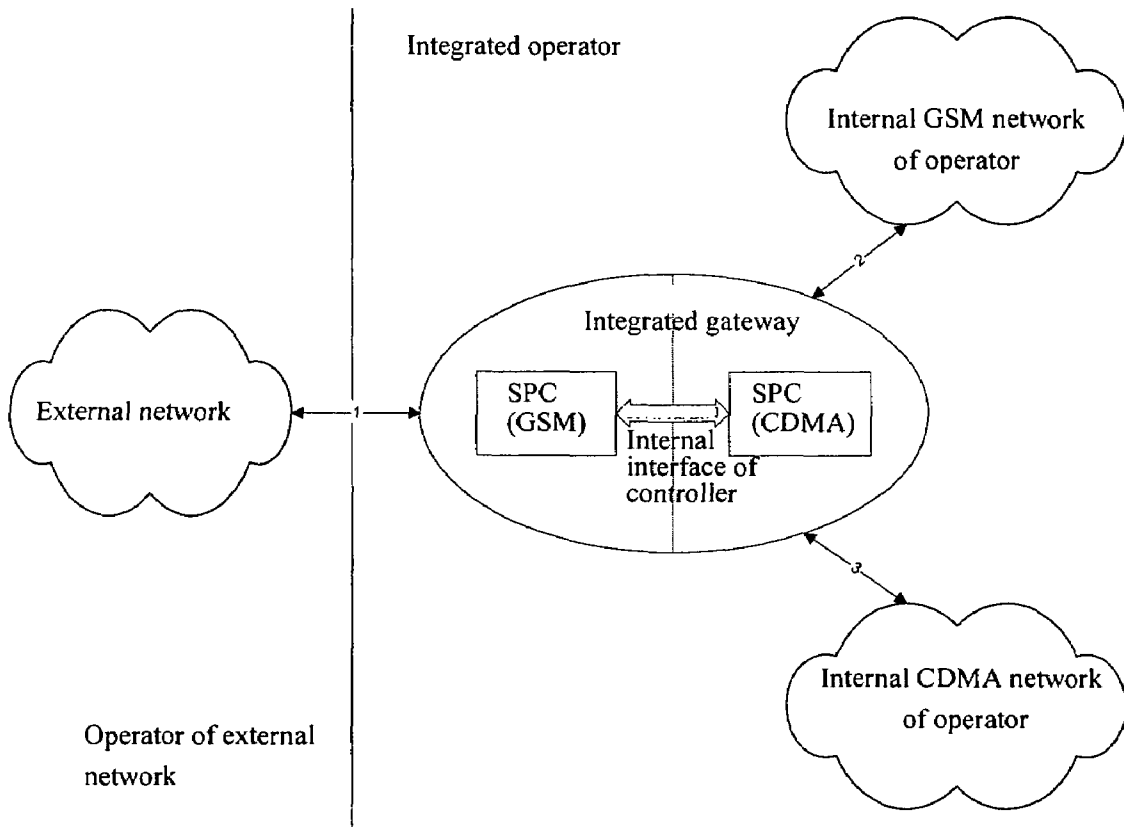 Integrated operator
Internal GSM network
of operator
2
Integrated gateway
SPC
(GSM)
SPC
(CDMA)
External network
1
Internal
interface of
controller
3
Internal CDMA network
of operator
Operator of external
network